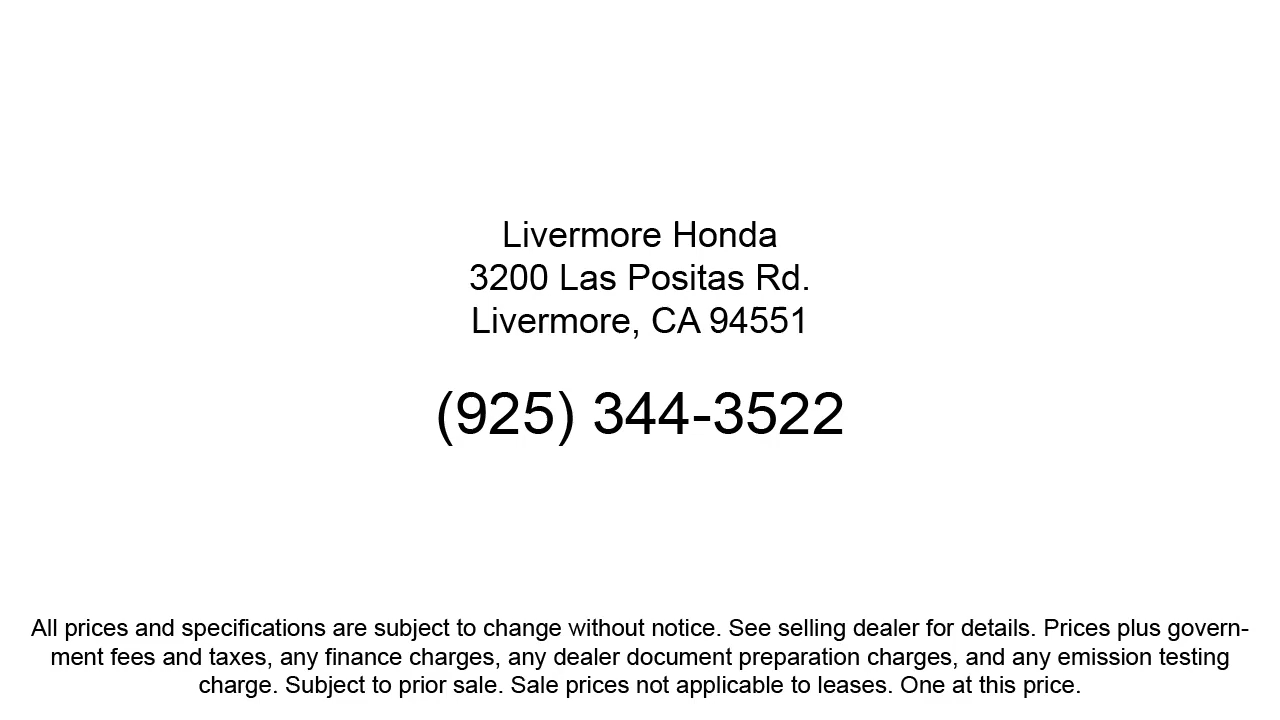 Livermore Honda
3200 Las Positas Rd.
Livermore, CA 94551
(925) 344-3522
All prices and specifications are subject to change without notice. See selling dealer for details. Prices plus govern-
ment fees and taxes, any finance charges, any dealer document preparation charges, and any emission testing
charge. Subject to prior sale. Sale prices not applicable to leases. One at this price.